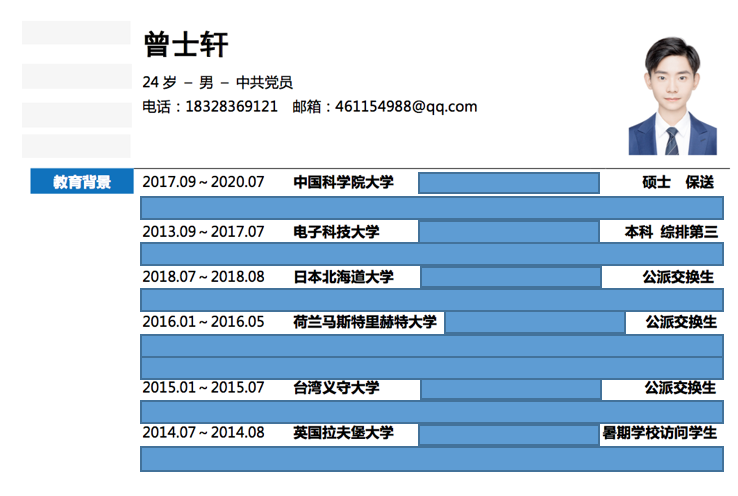 曾士轩
24 岁 – 男 – 中共党员
电话：18328369121 邮箱：461154988@qq.com
教育背景 2017.09～2020.07 中国科学院大学 硕士 保送
2013.09～2017.07 电子科技大学 本科 综排第三
2018.07～2018.08 日本北海道大学 公派交换生
2016.01～2016.05 荷兰马斯特里赫特大学 公派交换生
2015.01～2015.07 台湾义守大学 公派交换生
2014.07～2014.08 英国拉夫堡大学 暑期学校访问学生